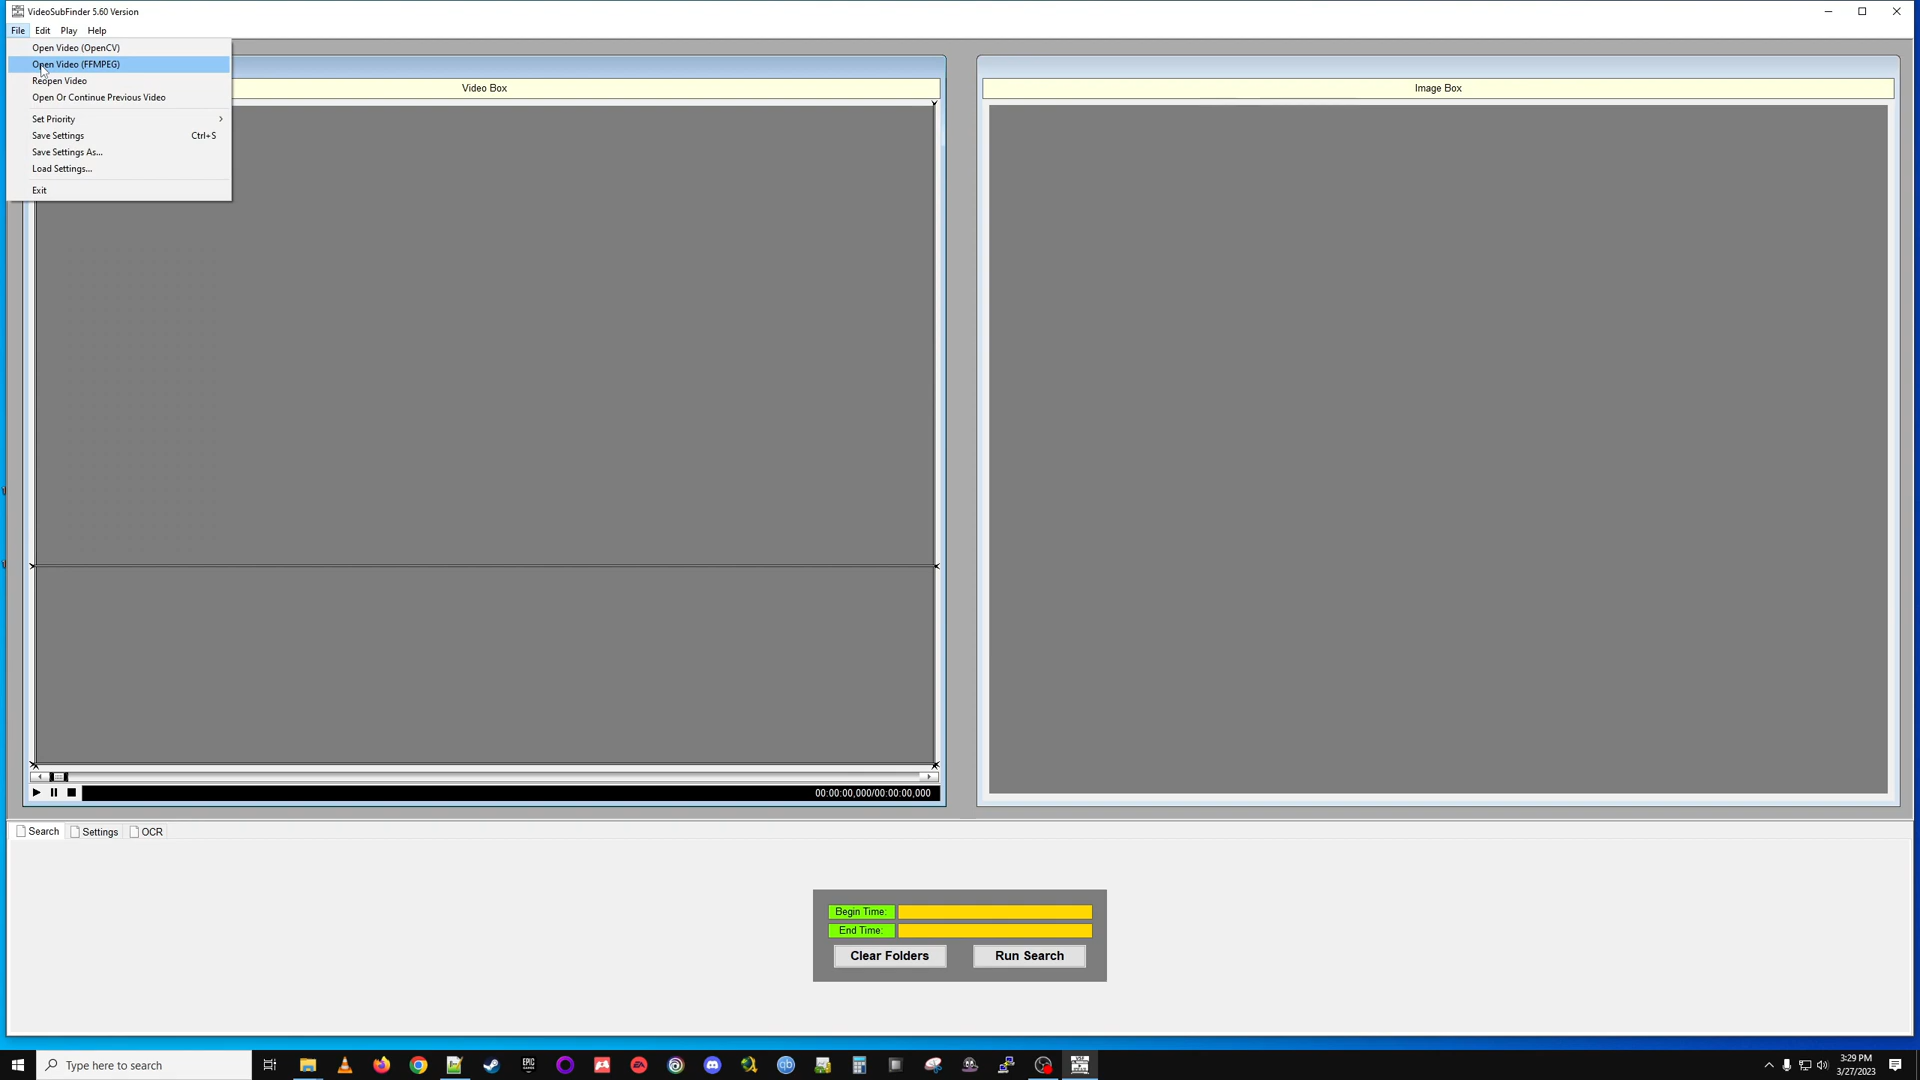 VideoSubFinder 5.60 Version
File Edit Play Help
Open Video (OpenCV)
Open Video (FFMPEG)
Reopen Video
Open Or Continue Previous Video
Set Priority
Save Settings Ctrl+S
Save Settings As...
Load Settings...
Exit
Video Box
Image Box
00:00:00,000/00:00:00,000
Search Settings OCR
Begin Time:
End Time:
Clear Folders Run Search
Type here to search
EPIC
EA
qb
3:29 PM
3/27/2023